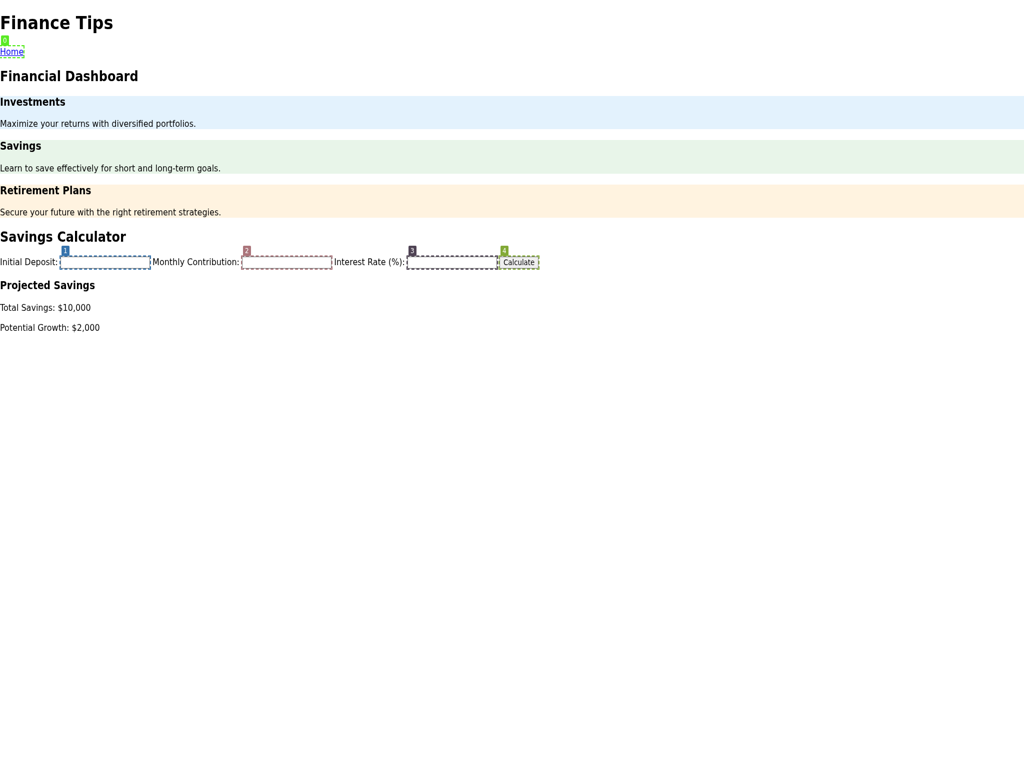 Finance Tips
0
Home
Financial Dashboard
Investments
Maximize your returns with diversified portfolios.
Savings
Learn to save effectively for short and long-term goals.
Retirement Plans
Secure your future with the right retirement strategies.
Savings Calculator
1 2 3 4
Initial Deposit: Monthly Contribution: Interest Rate (%): Calculate
Projected Savings
Total Savings: $10,000
Potential Growth: $2,000